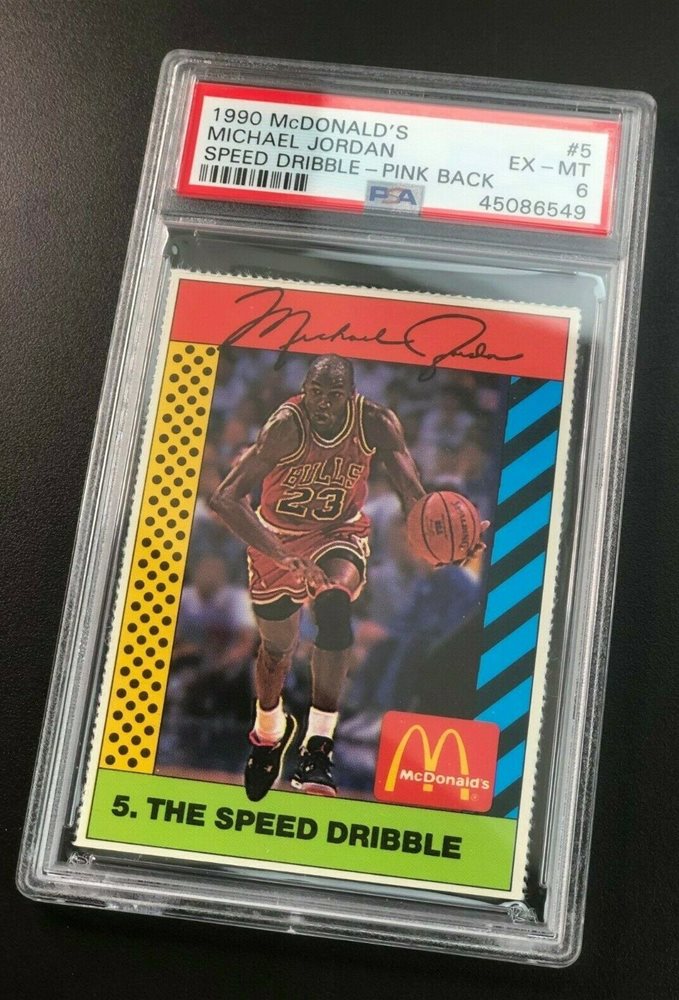 1990 McDONALD'S #5
MICHAEL JORDAN EX-MT
SPEED DRIBBLE-PINK BACK 6
PSA 45086549
Michael Jordan
BULLS
23
SPALDING
McDonald's
5. THE SPEED DRIBBLE